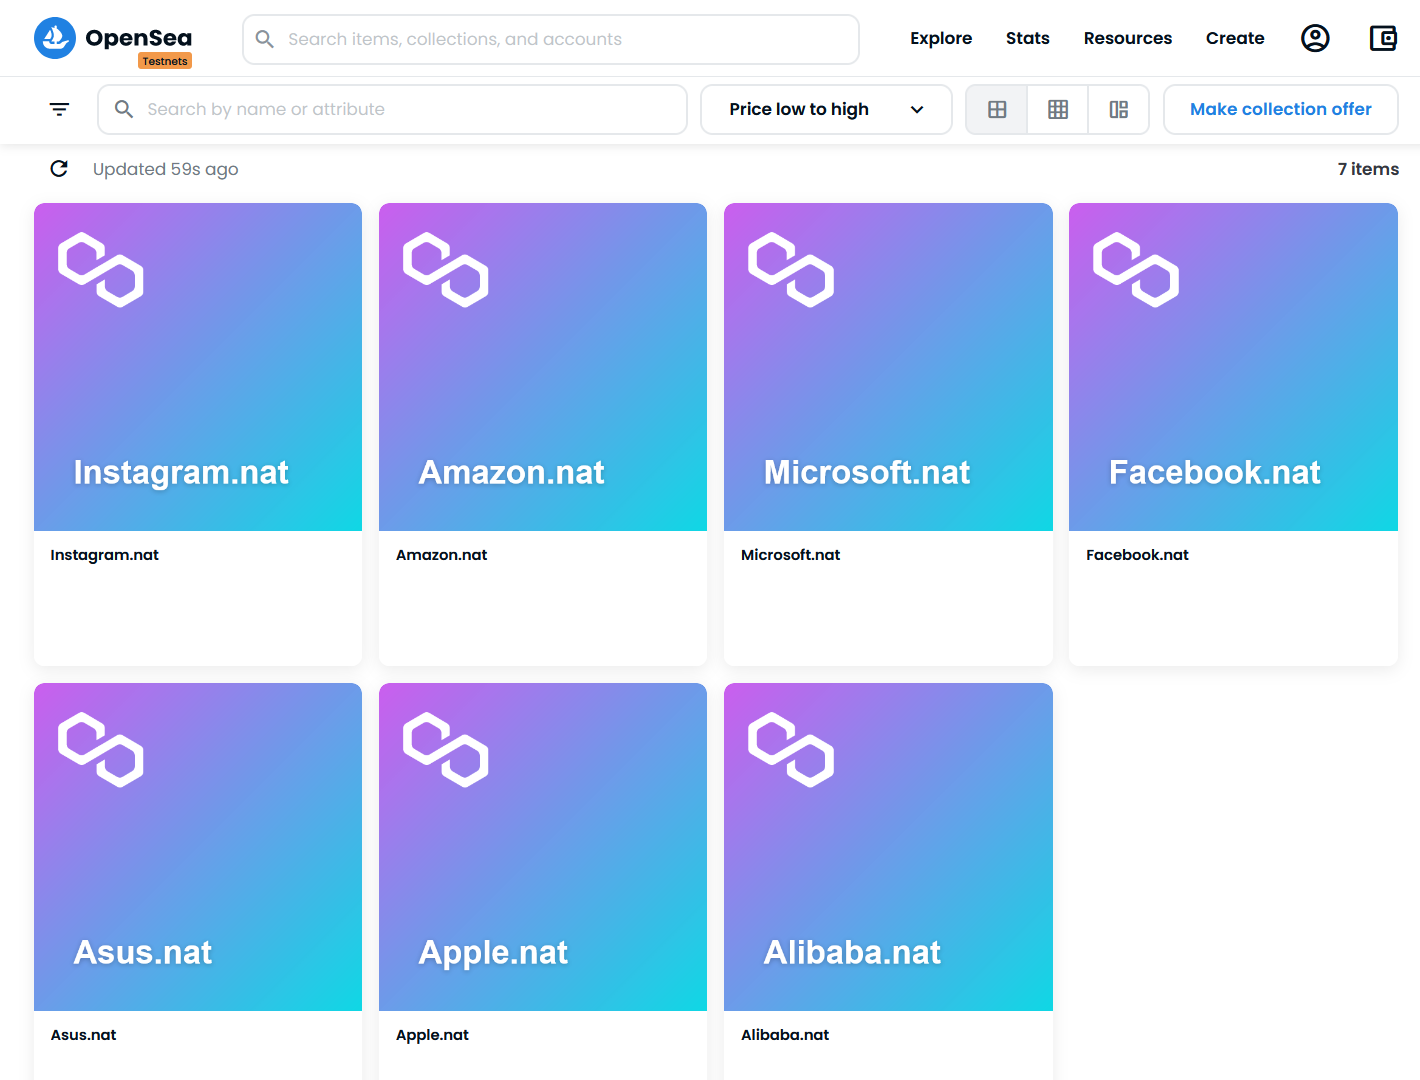 OpenSea
Testnets
Search items, collections, and accounts
Explore Stats Resources Create
Search by name or attribute
Price low to high
Make collection offer
Updated 59s ago
7 items
Instagram.nat
Amazon.nat
Microsoft.nat
Facebook.nat
Instagram.nat
Amazon.nat
Microsoft.nat
Facebook.nat
Asus.nat
Apple.nat
Alibaba.nat
Asus.nat
Apple.nat
Alibaba.nat